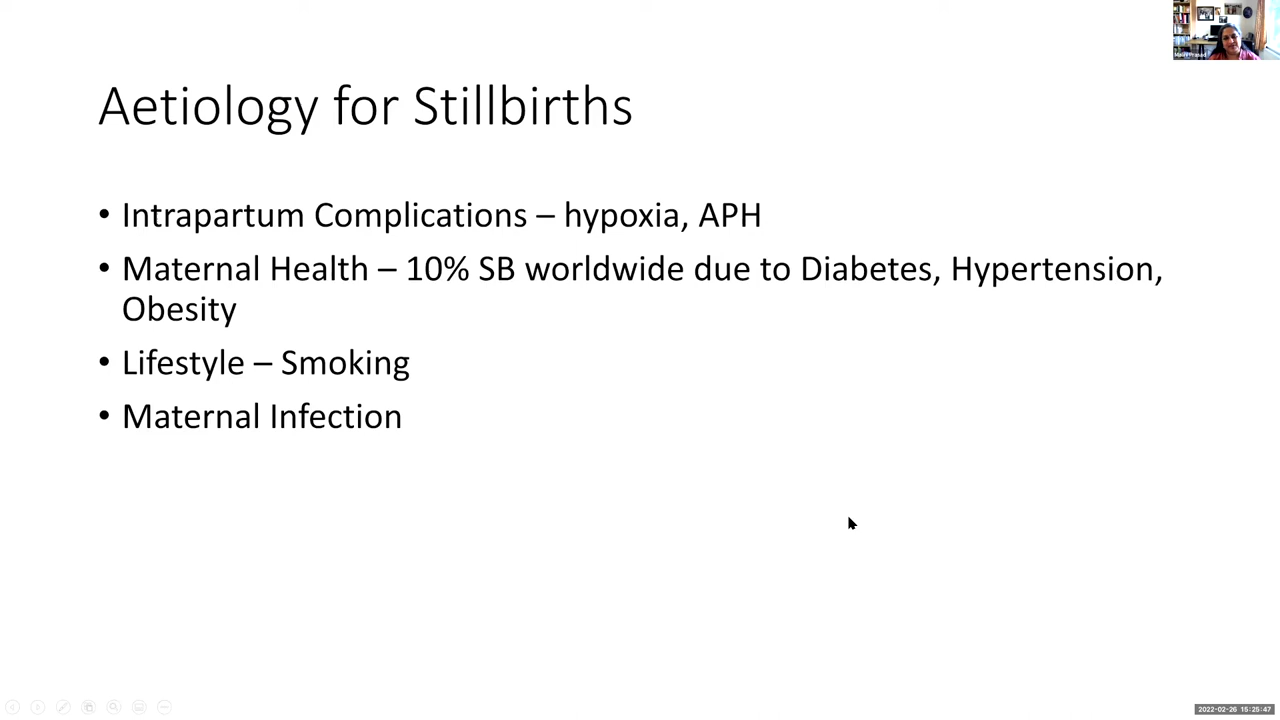 Aetiology for Stillbirths
• Intrapartum Complications – hypoxia, APH
• Maternal Health – 10% SB worldwide due to Diabetes, Hypertension,
Obesity
• Lifestyle – Smoking
• Maternal Infection
2022-02-26 15:25:47